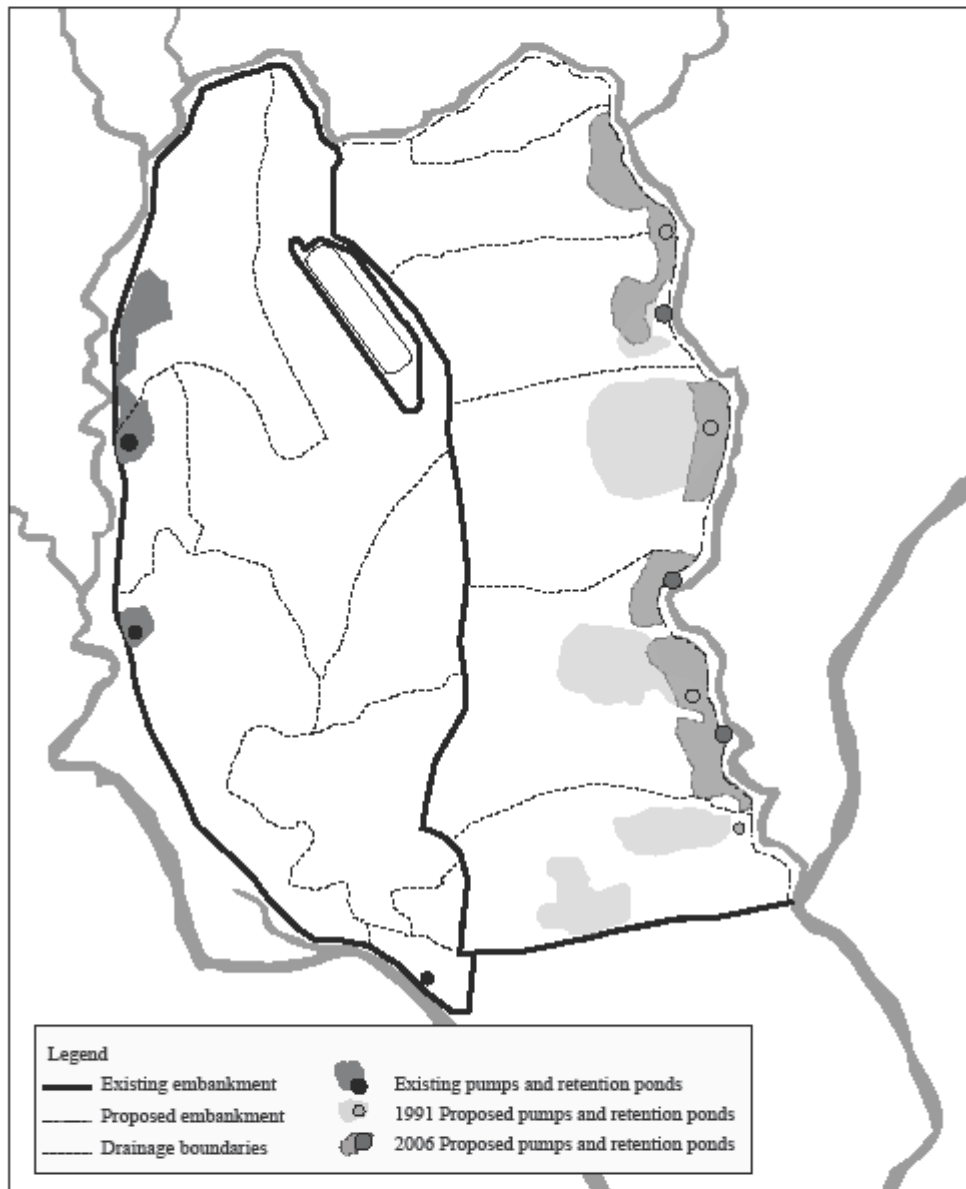 Legend
Existing embankment
Proposed embankment
Drainage boundaries
Existing pumps and retention ponds
1991 Proposed pumps and retention ponds
2006 Proposed pumps and retention ponds